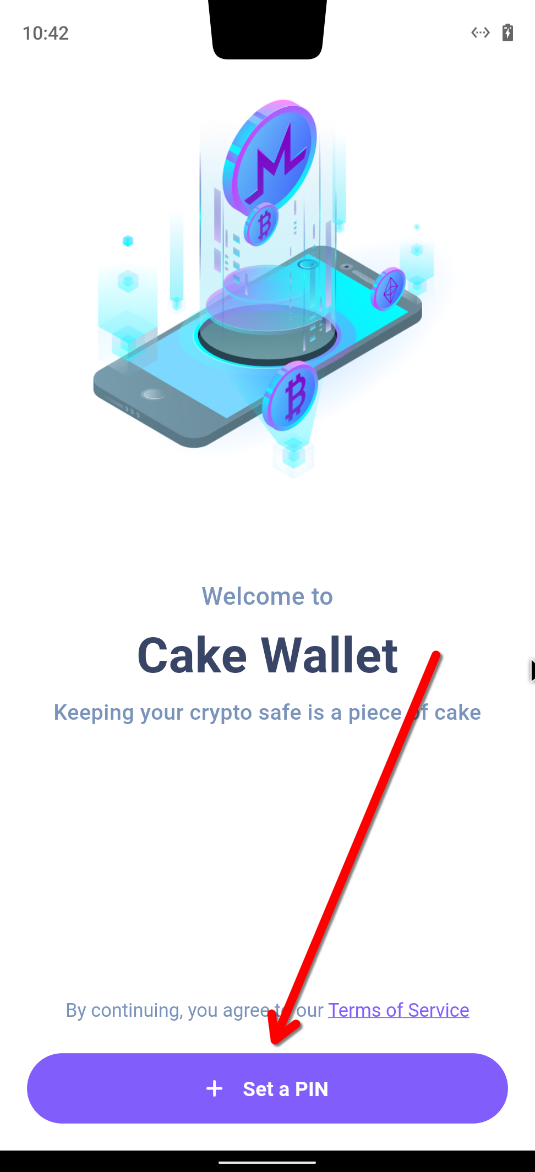 10:42
Welcome to
Cake Wallet
Keeping your crypto safe is a piece of cake
By continuing, you agree to our Terms of Service
Set a PIN